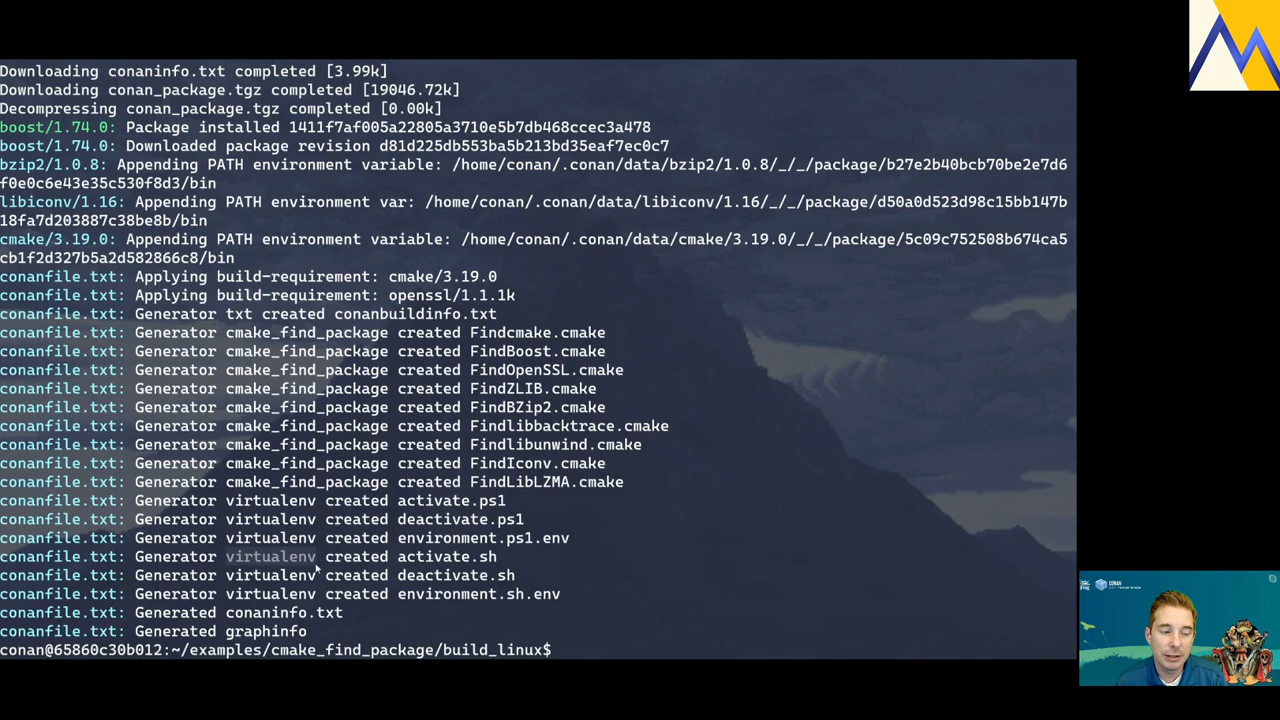 Downloading conaninfo.txt completed [3.99k]
Downloading conan_package.tgz completed [19046.72k]
Decompressing conan_package.tgz completed [0.00k]
boost/1.74.0: Package installed 1411f7af005a22805a3710e5b7db468ccec3a478
boost/1.74.0: Downloaded package revision d81d225db553ba5b213bd35eaf7ec0c7
bzip2/1.0.8: Appending PATH environment variable: /home/conan/.conan/data/bzip2/1.0.8/_/_/package/b27e2b40bcb70be2e7d6
f0e0c6e43e35c530f8d3/bin
libiconv/1.16: Appending PATH environment var: /home/conan/.conan/data/libiconv/1.16/_/_/package/d50a0d523d98c15bb147b
18fa7d203887c38be8b/bin
cmake/3.19.0: Appending PATH environment variable: /home/conan/.conan/data/cmake/3.19.0/_/_/package/5c09c752508b674ca5
cb1f2d327b5a2d582866c8/bin
conanfile.txt: Applying build-requirement: cmake/3.19.0
conanfile.txt: Applying build-requirement: openssl/1.1.1k
conanfile.txt: Generator txt created conanbuildinfo.txt
conanfile.txt: Generator cmake_find_package created Findcmake.cmake
conanfile.txt: Generator cmake_find_package created FindBoost.cmake
conanfile.txt: Generator cmake_find_package created FindOpenSSL.cmake
conanfile.txt: Generator cmake_find_package created FindZLIB.cmake
conanfile.txt: Generator cmake_find_package created FindBZip2.cmake
conanfile.txt: Generator cmake_find_package created Findlibbacktrace.cmake
conanfile.txt: Generator cmake_find_package created Findlibunwind.cmake
conanfile.txt: Generator cmake_find_package created FindIconv.cmake
conanfile.txt: Generator cmake_find_package created FindLibLZMA.cmake
conanfile.txt: Generator virtualenv created activate.ps1
conanfile.txt: Generator virtualenv created deactivate.ps1
conanfile.txt: Generator virtualenv created environment.ps1.env
conanfile.txt: Generator virtualenv created activate.sh
conanfile.txt: Generator virtualenv created deactivate.sh
conanfile.txt: Generator virtualenv created environment.sh.env
conanfile.txt: Generated conaninfo.txt
conanfile.txt: Generated graphinfo
conan@65860c30b012:~/examples/cmake_find_package/build_linux$
CONAN